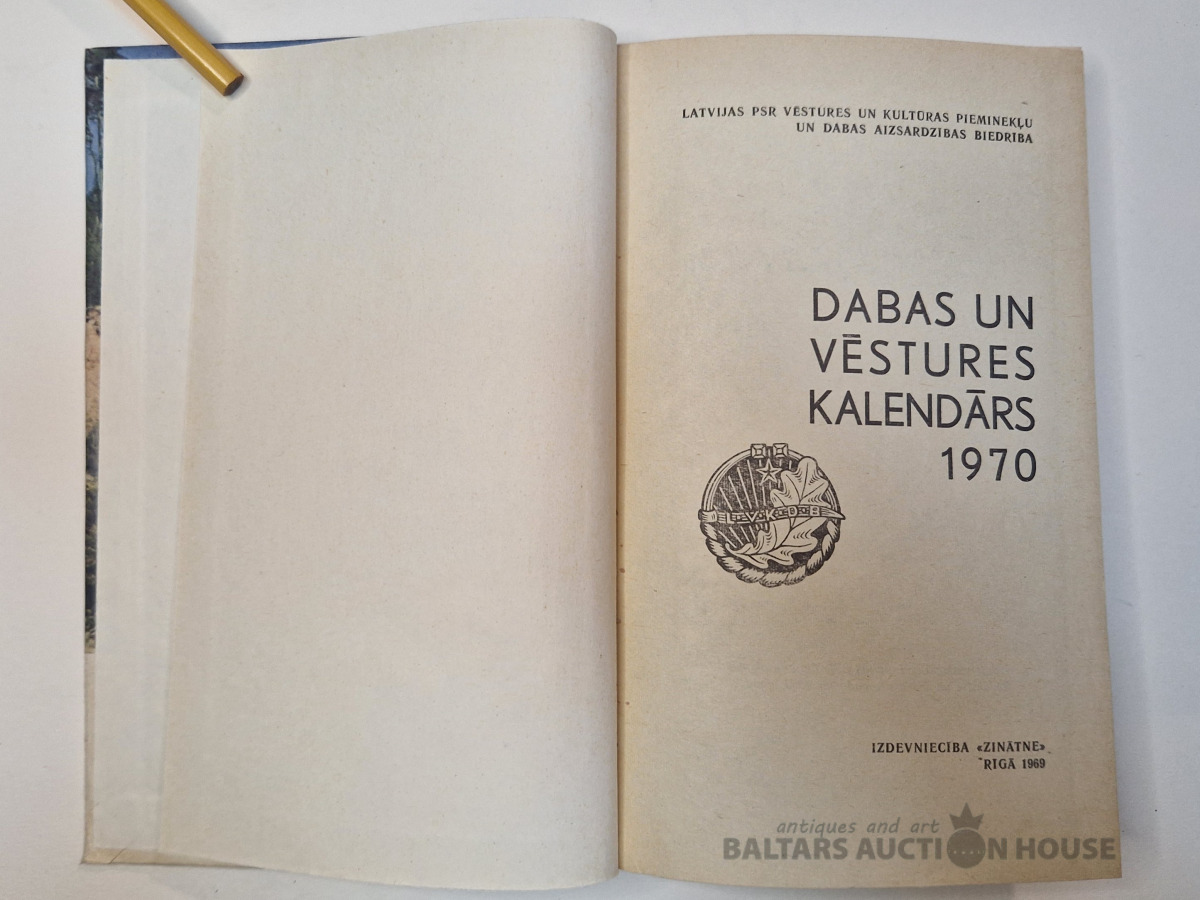 LATVIJAS PSR VĒSTURES UN KULTŪRAS PIEMINEKĻU
UN DABAS AIZSARDZĪBAS BIEDRĪBA
DABAS UN
VĒSTURES
KALENDĀRS
1970
L·V·K·D·B
IZDEVNIECĪBA «ZINĀTNE»
RĪGĀ 1969
antiques and art
BALTARS AUCTION HOUSE